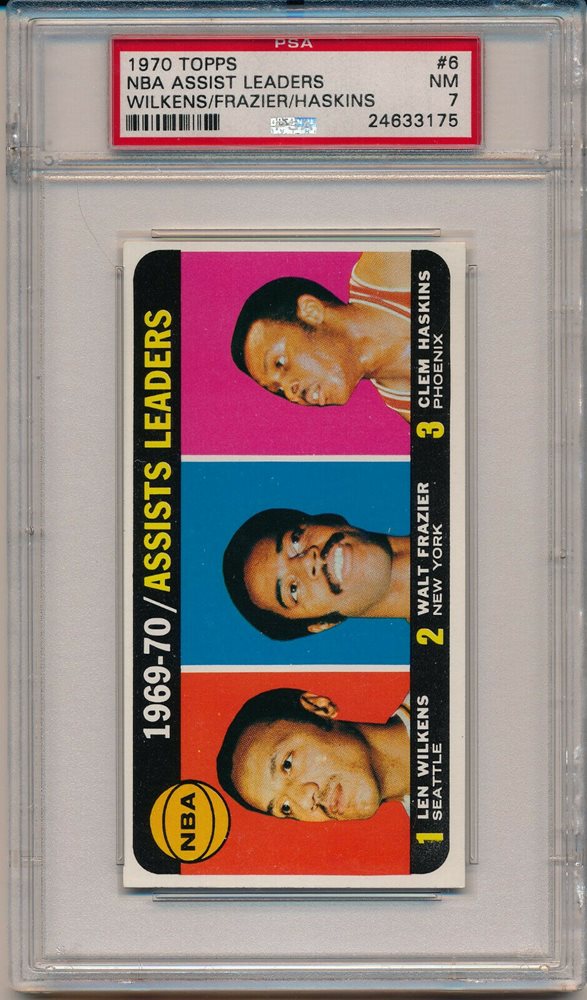 PSA
1970 TOPPS #6
NBA ASSIST LEADERS NM
WILKENS/FRAZIER/HASKINS 7
24633175
1969-70/ASSISTS LEADERS
NBA
1 LEN WILKENS
SEATTLE
2 WALT FRAZIER
NEW YORK
3 CLEM HASKINS
PHOENIX